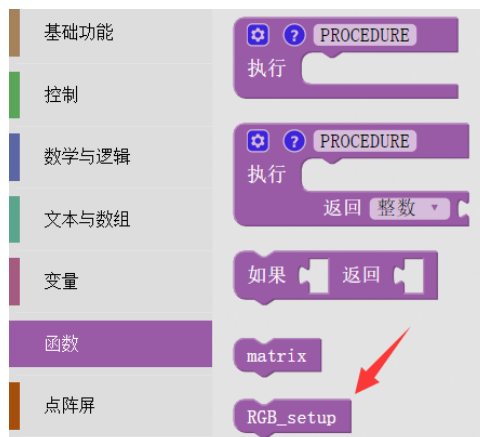 基础功能
控制
数学与逻辑
文本与数组
变量
函数
点阵屏
? PROCEDURE
执行
? PROCEDURE
执行
返回 整数
如果 返回
matrix
RGB_setup